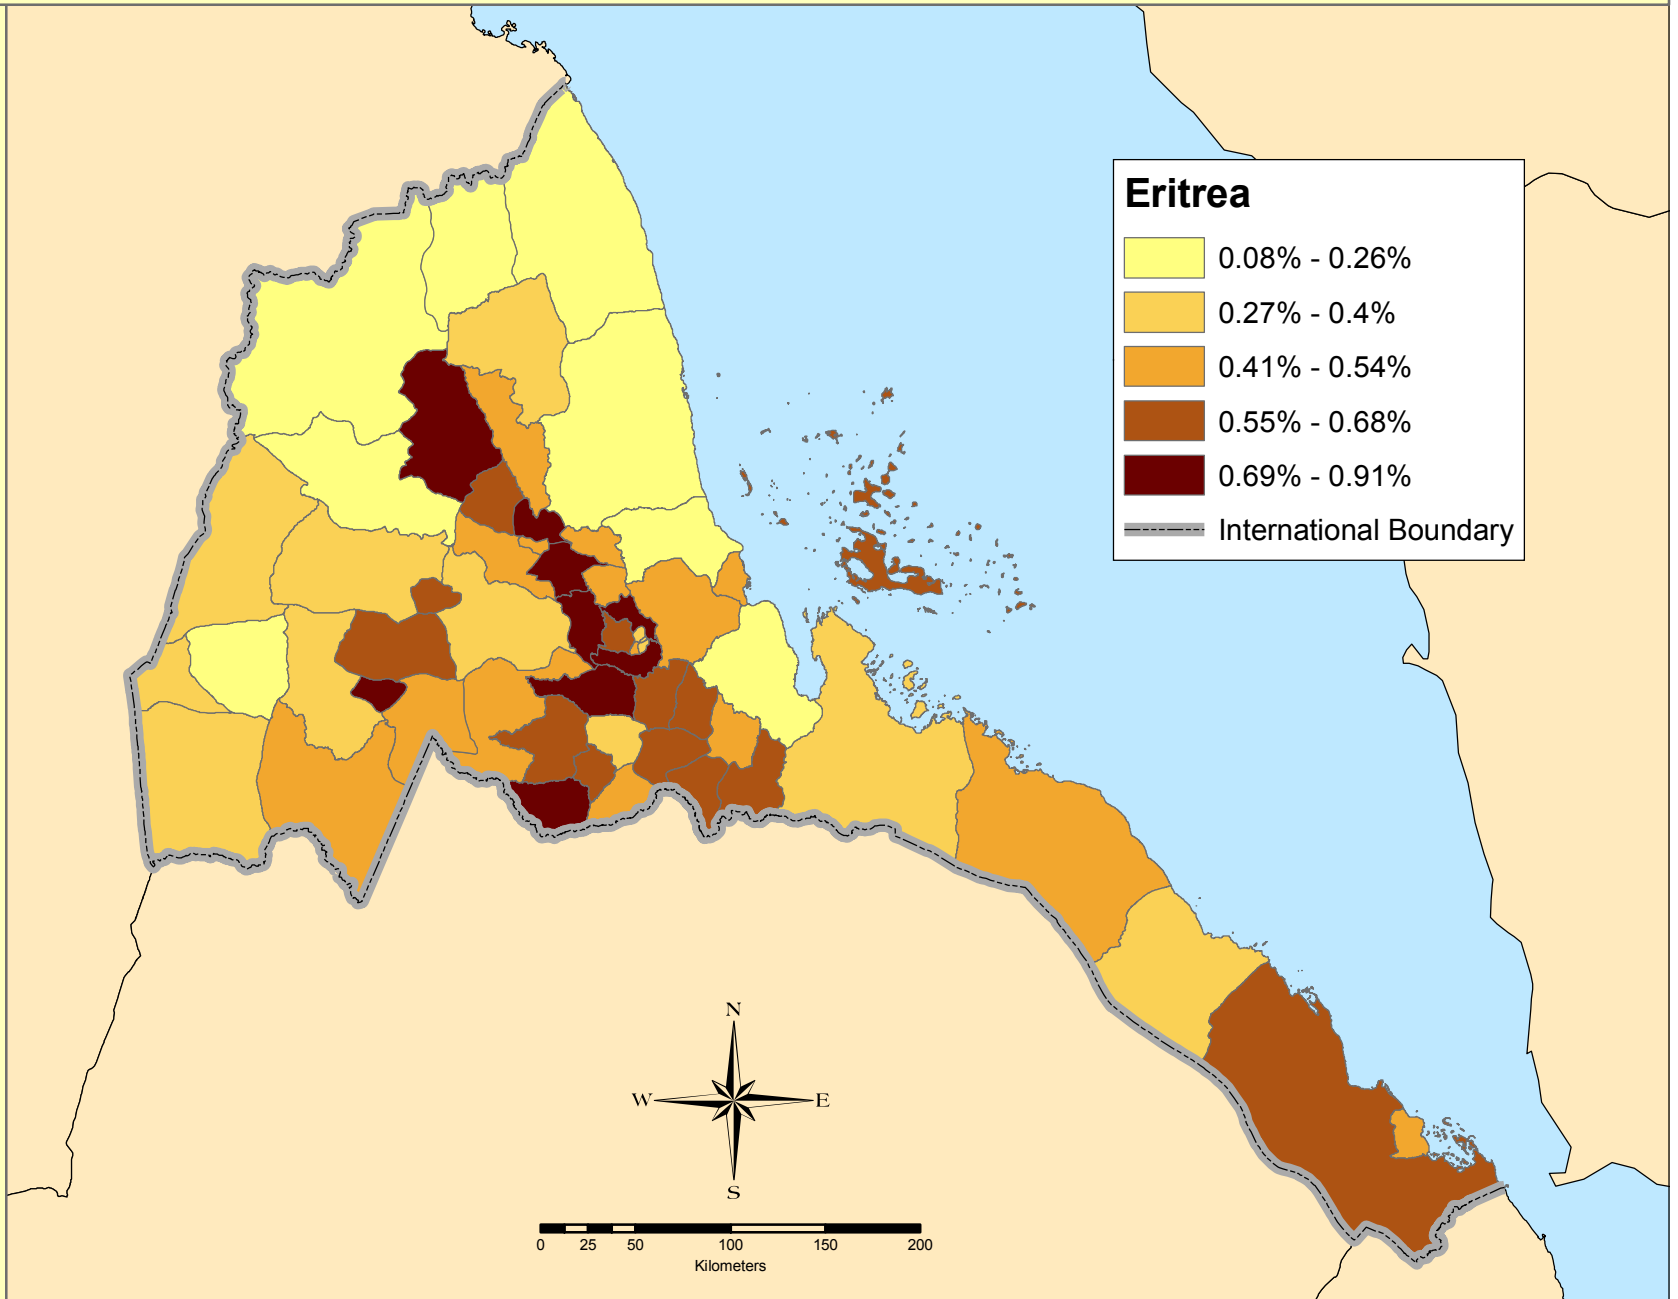 Eritrea
0.08% - 0.26%
0.27% - 0.4%
0.41% - 0.54%
0.55% - 0.68%
0.69% - 0.91%
International Boundary
N
W E
S
0 25 50 100 150 200
Kilometers